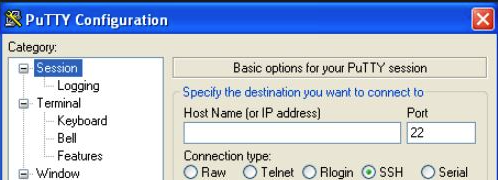 PuTTY Configuration
Category:
Session
Logging
Terminal
Keyboard
Bell
Features
Window
Basic options for your PuTTY session
Specify the destination you want to connect to
Host Name (or IP address) Port
22
Connection type:
Raw Telnet Rlogin SSH Serial